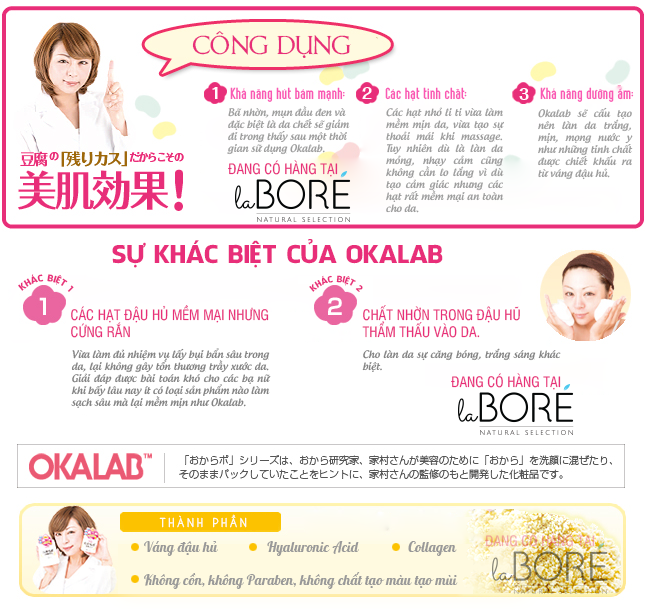 CÔNG DỤNG
豆腐の「残りカス」だからこその
美肌効果!
1 Khả năng hút bám mạnh:
Bã nhờn, mụn đầu đen và
đặc biệt là da chết sẽ giảm
đi trong thấy sau một thời
gian sử dụng Okalab.
ĐANG CÓ HÀNG TẠI
la BORÉ
NATURAL SELECTION
2 Các hạt tinh chất:
Các hạt nhỏ li ti vừa làm
mềm mịn da, vừa tạo sự
thoải mái khi massage.
Tuy nhiên dù là làn da
mỏng, nhạy cảm cũng
không cần lo lắng vì dù
tạo cảm giác nhưng các
hạt rất mềm mại an toàn
cho da.
3 Khả năng dưỡng ẩm:
Okalab sẽ cấu tạo
nên làn da trắng,
mịn, mọng nước y
như những tinh chất
được chiết khấu ra
từ váng đậu hủ.
SỰ KHÁC BIỆT CỦA OKALAB
KHÁC BIỆT 1
1
CÁC HẠT ĐẬU HỦ MỀM MẠI NHƯNG
CỨNG RẮN
Vừa làm đủ nhiệm vụ lấy bụi bẩn sâu trong
da, lại không gây tổn thương trầy xước da.
Giải đáp được bài toán khó cho các bạ nữ
khi bấy lâu nay ít có loại sản phẩm nào làm
sạch sâu mà lại mềm mịn như Okalab.
KHÁC BIỆT 2
2
CHẤT NHỜN TRONG ĐẬU HŨ
THẨM THẤU VÀO DA.
Cho làn da sự căng bóng, trắng sáng khác
biệt.
ĐANG CÓ HÀNG TẠI
la BORÉ
NATURAL SELECTION
OKALAB™
「おからボ」シリーズは、おから研究家、家村さんが美容のために「おから」を洗顔に混ぜたり、
そのままパックしていたことをヒントに、家村さんの監修のもと開発した化粧品です。
THÀNH PHẦN
Váng đậu hủ
Hyaluronic Acid
Collagen
Không cồn, không Paraben, không chất tạo màu tạo mùi
ĐANG CÓ HÀNG TẠI
la BORÉ
NATURAL SELECTION